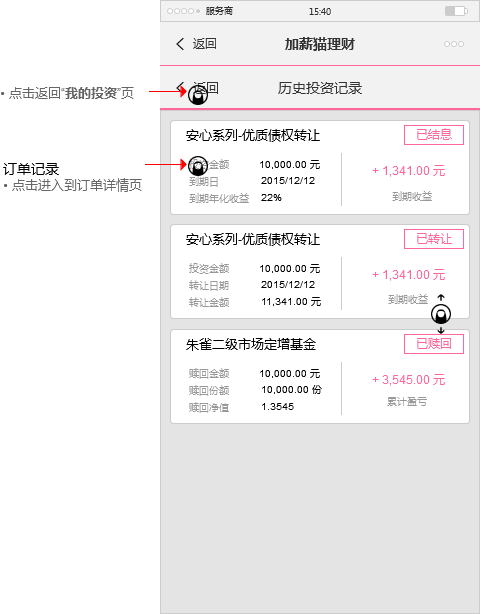 服务商 15:40
返回 加薪猫理财
返回 历史投资记录
• 点击返回“我的投资”页
订单记录
• 点击进入到订单详情页
安心系列-优质债权转让 已结息
金额 10,000.00 元
到期日 2015/12/12
到期年化收益 22%
+ 1,341.00 元
到期收益
安心系列-优质债权转让 已转让
投资金额 10,000.00 元
转让日期 2015/12/12
转让金额 11,341.00 元
+ 1,341.00 元
到期收益
朱雀二级市场定增基金 已赎回
赎回金额 10,000.00 元
赎回份额 10,000.00 份
赎回净值 1.3545
+ 3,545.00 元
累计盈亏